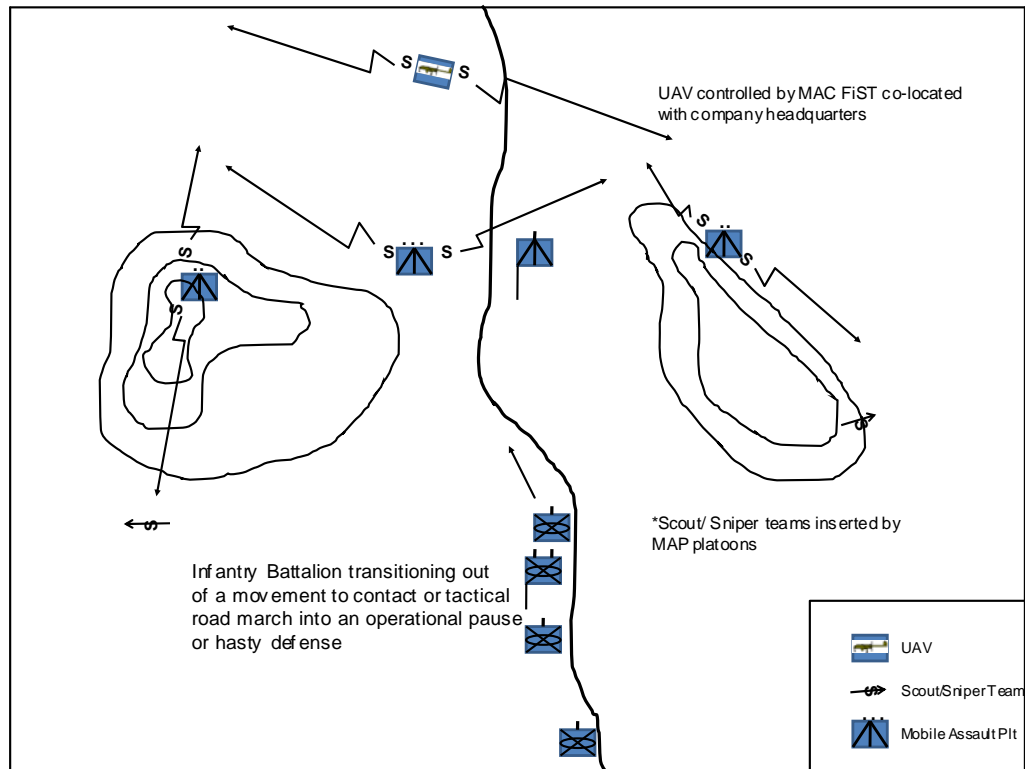 S
S
UAV controlled by MAC FiST co-located
with company headquarters
S
S
S
S
S
S
S
S
*Scout/ Sniper teams inserted by
MAP platoons
Infantry Battalion transitioning out
of a movement to contact or tactical
road march into an operational pause
or hasty defense
UAV
S
Scout/Sniper Team
Mobile Assault Plt